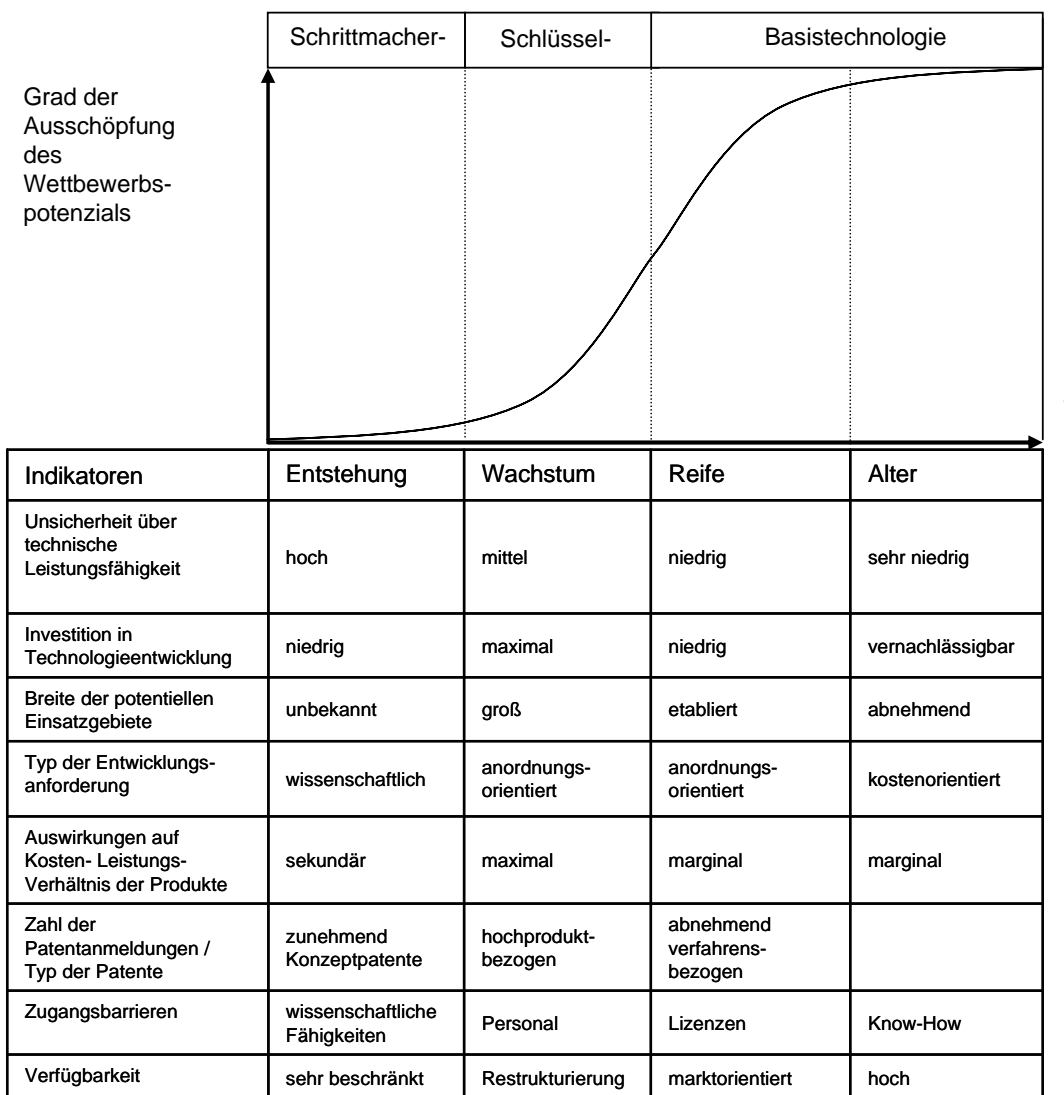 Schrittmacher- Schlüssel- Basistechnologie
Grad der
Ausschöpfung
des
Wettbewerbs-
potenzials
Indikatoren Entstehung Wachstum Reife Alter
Unsicherheit über
technische
Leistungsfähigkeit
hoch mittel niedrig sehr niedrig
Investition in
Technologieentwicklung
niedrig maximal niedrig vernachlässigbar
Breite der potentiellen
Einsatzgebiete
unbekannt groß etabliert abnehmend
Typ der Entwicklungs-
anforderung
wissenschaftlich
anordnungs-
orientiert
anordnungs-
orientiert
kostenorientiert
Auswirkungen auf
Kosten- Leistungs-
Verhältnis der Produkte
sekundär maximal marginal marginal
Zahl der
Patentanmeldungen /
Typ der Patente
zunehmend
Konzeptpatente
hochprodukt-
bezogen
abnehmend
verfahrens-
bezogen
Zugangsbarrieren
wissenschaftliche
Fähigkeiten
Personal Lizenzen Know-How
Verfügbarkeit sehr beschränkt Restrukturierung marktorientiert hoch